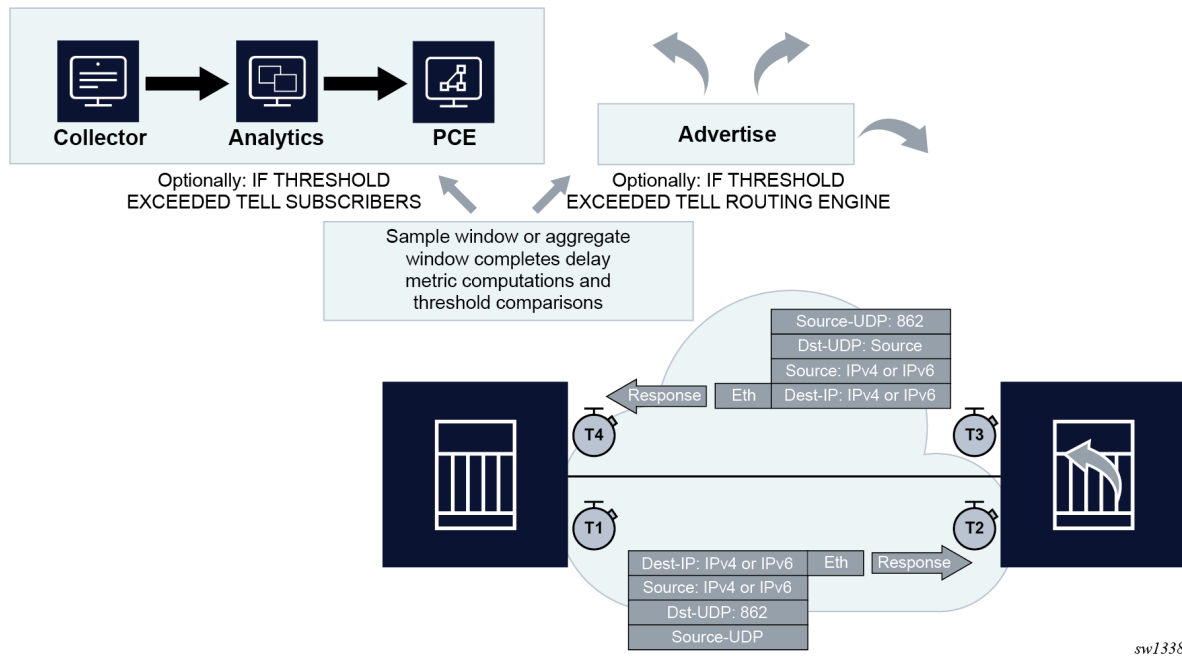 Collector
Analytics
PCE
Optionally: IF THRESHOLD
EXCEEDED TELL SUBSCRIBERS
Advertise
Optionally: IF THRESHOLD
EXCEEDED TELL ROUTING ENGINE
Sample window or aggregate
window completes delay
metric computations and
threshold comparisons
Source-UDP: 862
Dst-UDP: Source
Source: IPv4 or IPv6
Response
Eth
Dest-IP: IPv4 or IPv6
T4
T3
T1
T2
Dest-IP: IPv4 or IPv6
Eth
Response
Source: IPv4 or IPv6
Dst-UDP: 862
Source-UDP
sw1338